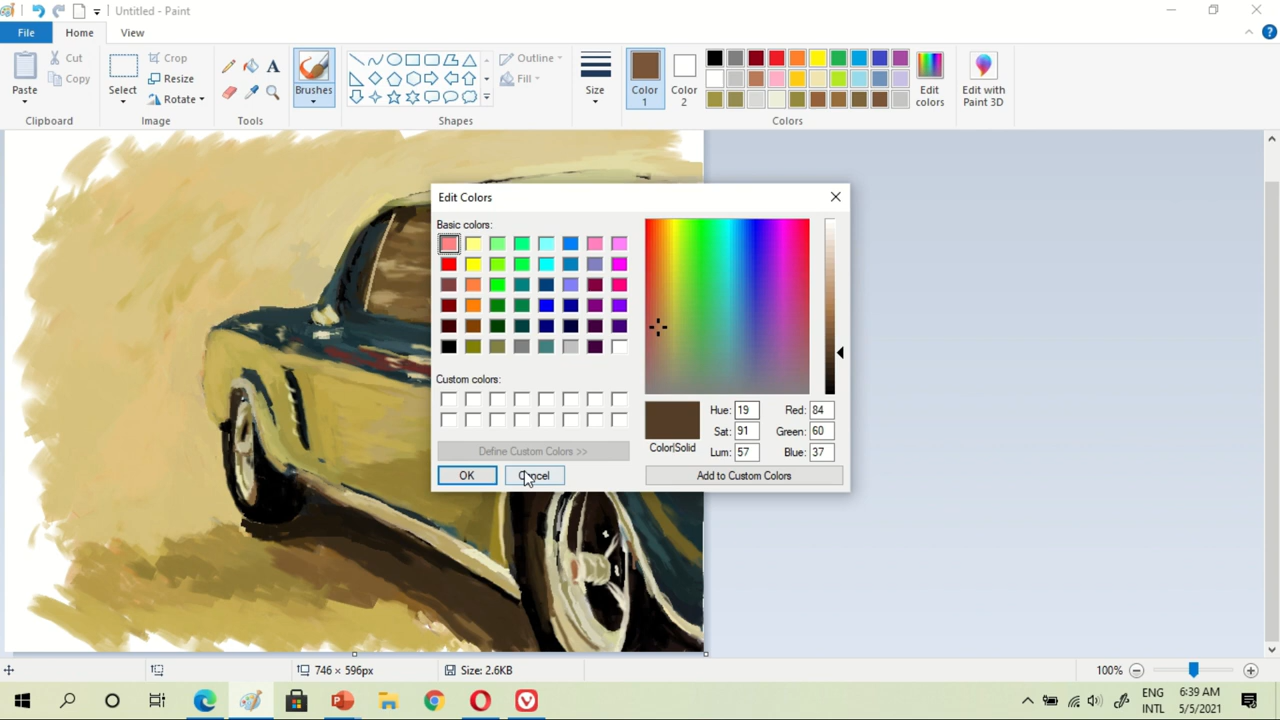 Untitled - Paint
File Home View
Paste
Cut
Copy
Clipboard
Select
Crop
Resize
Rotate
Image
A
Tools
Brushes
Outline
Fill
Shapes
Size
Color 1
Color 2
Edit colors
Colors
Edit with Paint 3D
Edit Colors
Basic colors:
Custom colors:
Define Custom Colors >>
OK Cancel
Color|Solid
Hue: 19 Red: 84
Sat: 91 Green: 60
Lum: 57 Blue: 37
Add to Custom Colors
746 × 596px
Size: 2.6KB
100%
ENG
INTL
6:39 AM
5/5/2021